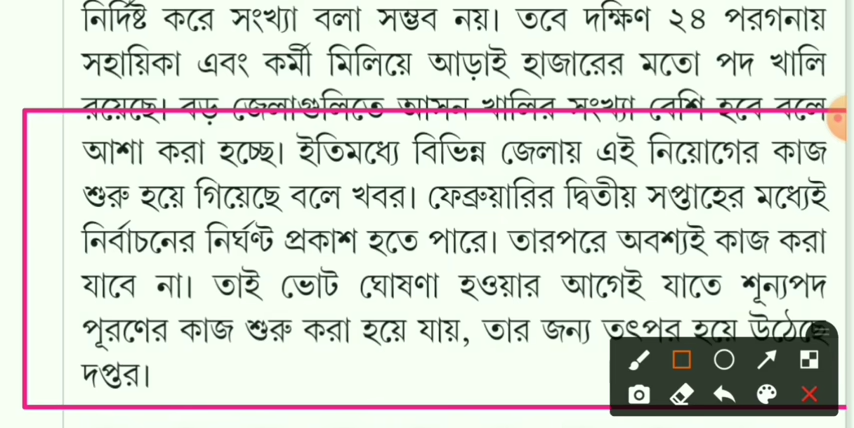 নির্দিষ্ট করে সংখ্যা বলা সম্ভব নয়। তবে দক্ষিণ ২৪ পরগনায়
সহায়িকা এবং কর্মী মিলিয়ে আড়াই হাজারের মতো পদ খালি
রয়েছে। বড় জেলাগুলিতে আসন খালির সংখ্যা বেশি হবে বলে
আশা করা হচ্ছে। ইতিমধ্যে বিভিন্ন জেলায় এই নিয়োগের কাজ
শুরু হয়ে গিয়েছে বলে খবর। ফেব্রুয়ারির দ্বিতীয় সপ্তাহের মধ্যেই
নির্বাচনের নির্ঘণ্ট প্রকাশ হতে পারে। তারপরে অবশ্যই কাজ করা
যাবে না। তাই ভোট ঘোষণা হওয়ার আগেই যাতে শূন্যপদ
পূরণের কাজ শুরু করা হয়ে যায়, তার জন্য তৎপর হয়ে উঠেছে
দপ্তর।